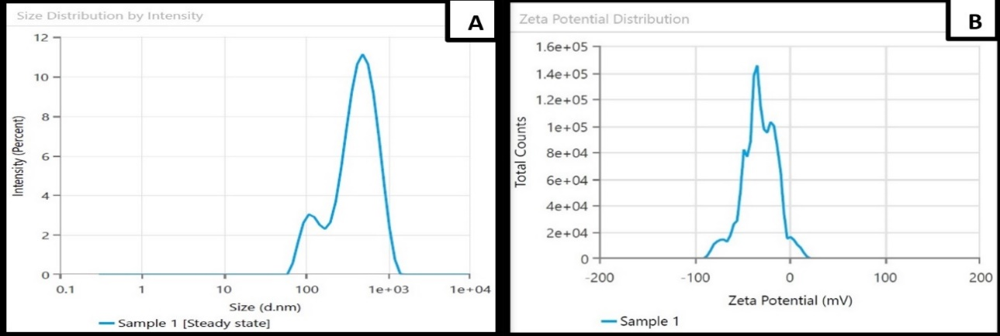 Size Distribution by Intensity
A
12
10
8
6
4
2
0
Intensity (Percent)
0.1 1 10 100 1e+03 1e+04
Size (d.nm)
Sample 1 [Steady state]
Zeta Potential Distribution
B
1.6e+05
1.4e+05
1.2e+05
1e+05
8e+04
6e+04
4e+04
2e+04
0
Total Counts
-200 -100 0 100 200
Zeta Potential (mV)
Sample 1